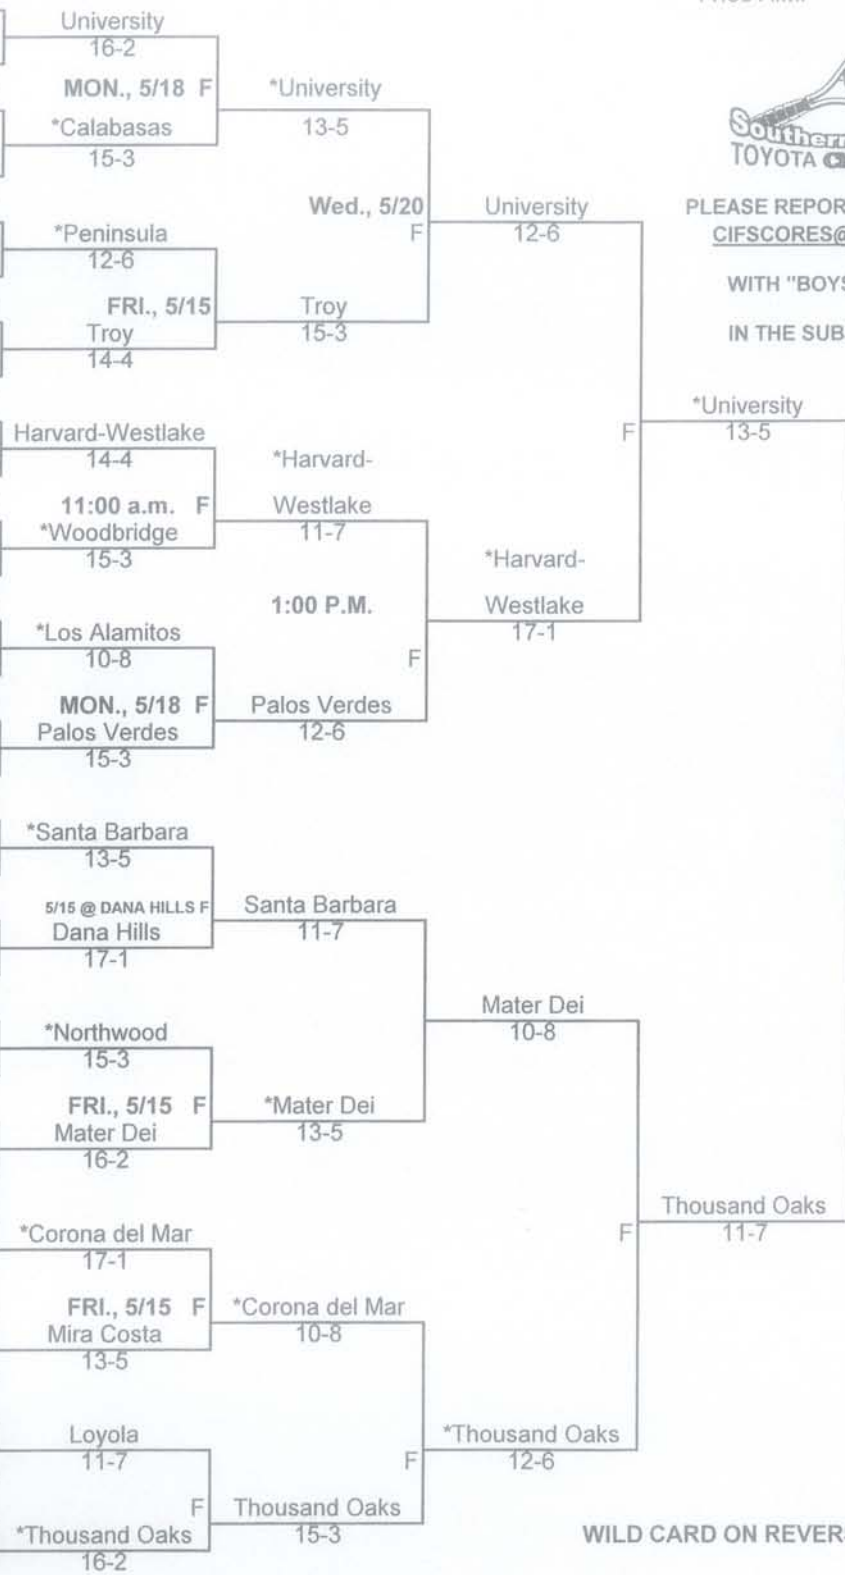 University
16-2
MON., 5/18 F
*Calabasas
15-3
*Peninsula
12-6
FRI., 5/15
Troy
14-4
Harvard-Westlake
14-4
11:00 a.m. F
*Woodbridge
15-3
*Los Alamitos
10-8
MON., 5/18 F
Palos Verdes
15-3
*Santa Barbara
13-5
5/15 @ DANA HILLS F
Dana Hills
17-1
*Northwood
15-3
FRI., 5/15 F
Mater Dei
16-2
*Corona del Mar
17-1
FRI., 5/15 F
Mira Costa
13-5
Loyola
11-7
F
*Thousand Oaks
16-2
*University
13-5
Wed., 5/20
F
Troy
15-3
*Harvard-
Westlake
11-7
1:00 P.M.
F
Palos Verdes
12-6
Santa Barbara
11-7
*Mater Dei
13-5
*Corona del Mar
10-8
F
Thousand Oaks
15-3
University
12-6
F
*Harvard-
Westlake
17-1
Mater Dei
10-8
F
*Thousand Oaks
12-6
Southern
TOYOTA
PLEASE REPOR
CIFSCORES@
WITH "BOYS
IN THE SUB
*University
13-5
Thousand Oaks
11-7
WILD CARD ON REVER